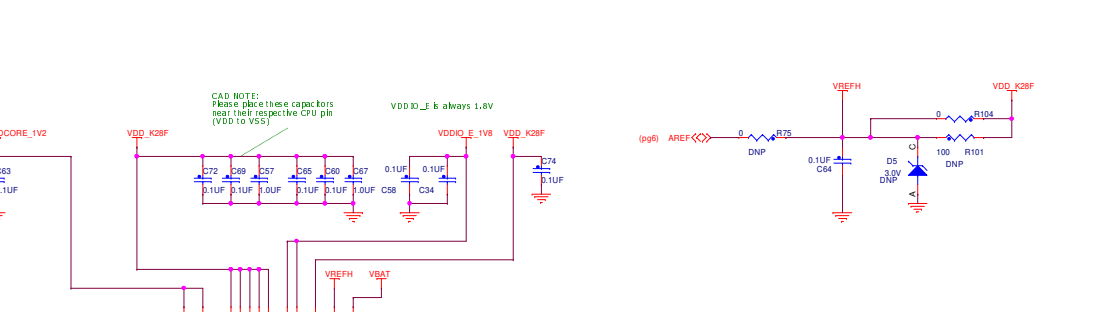 CAD NOTE:
Please place these capacitors
near their respective CPU pin
(VDD to VSS)
VDDIO_E is always 1.8V
DCORE_1V2
VDD_K28F
VDDIO_E_1V8
VDD_K28F
C63
.1UF
C72
0.1UF
C69
0.1UF
C57
1.0UF
C65
0.1UF
C60
0.1UF
C67
1.0UF
0.1UF
C58
0.1UF
C34
C74
0.1UF
VREFH
VBAT
VREFH
VDD_K28F
(pg6)
AREF
0
R75
DNP
0.1UF
C64
0
R104
100
R101
DNP
C
D5
3.0V
DNP
A